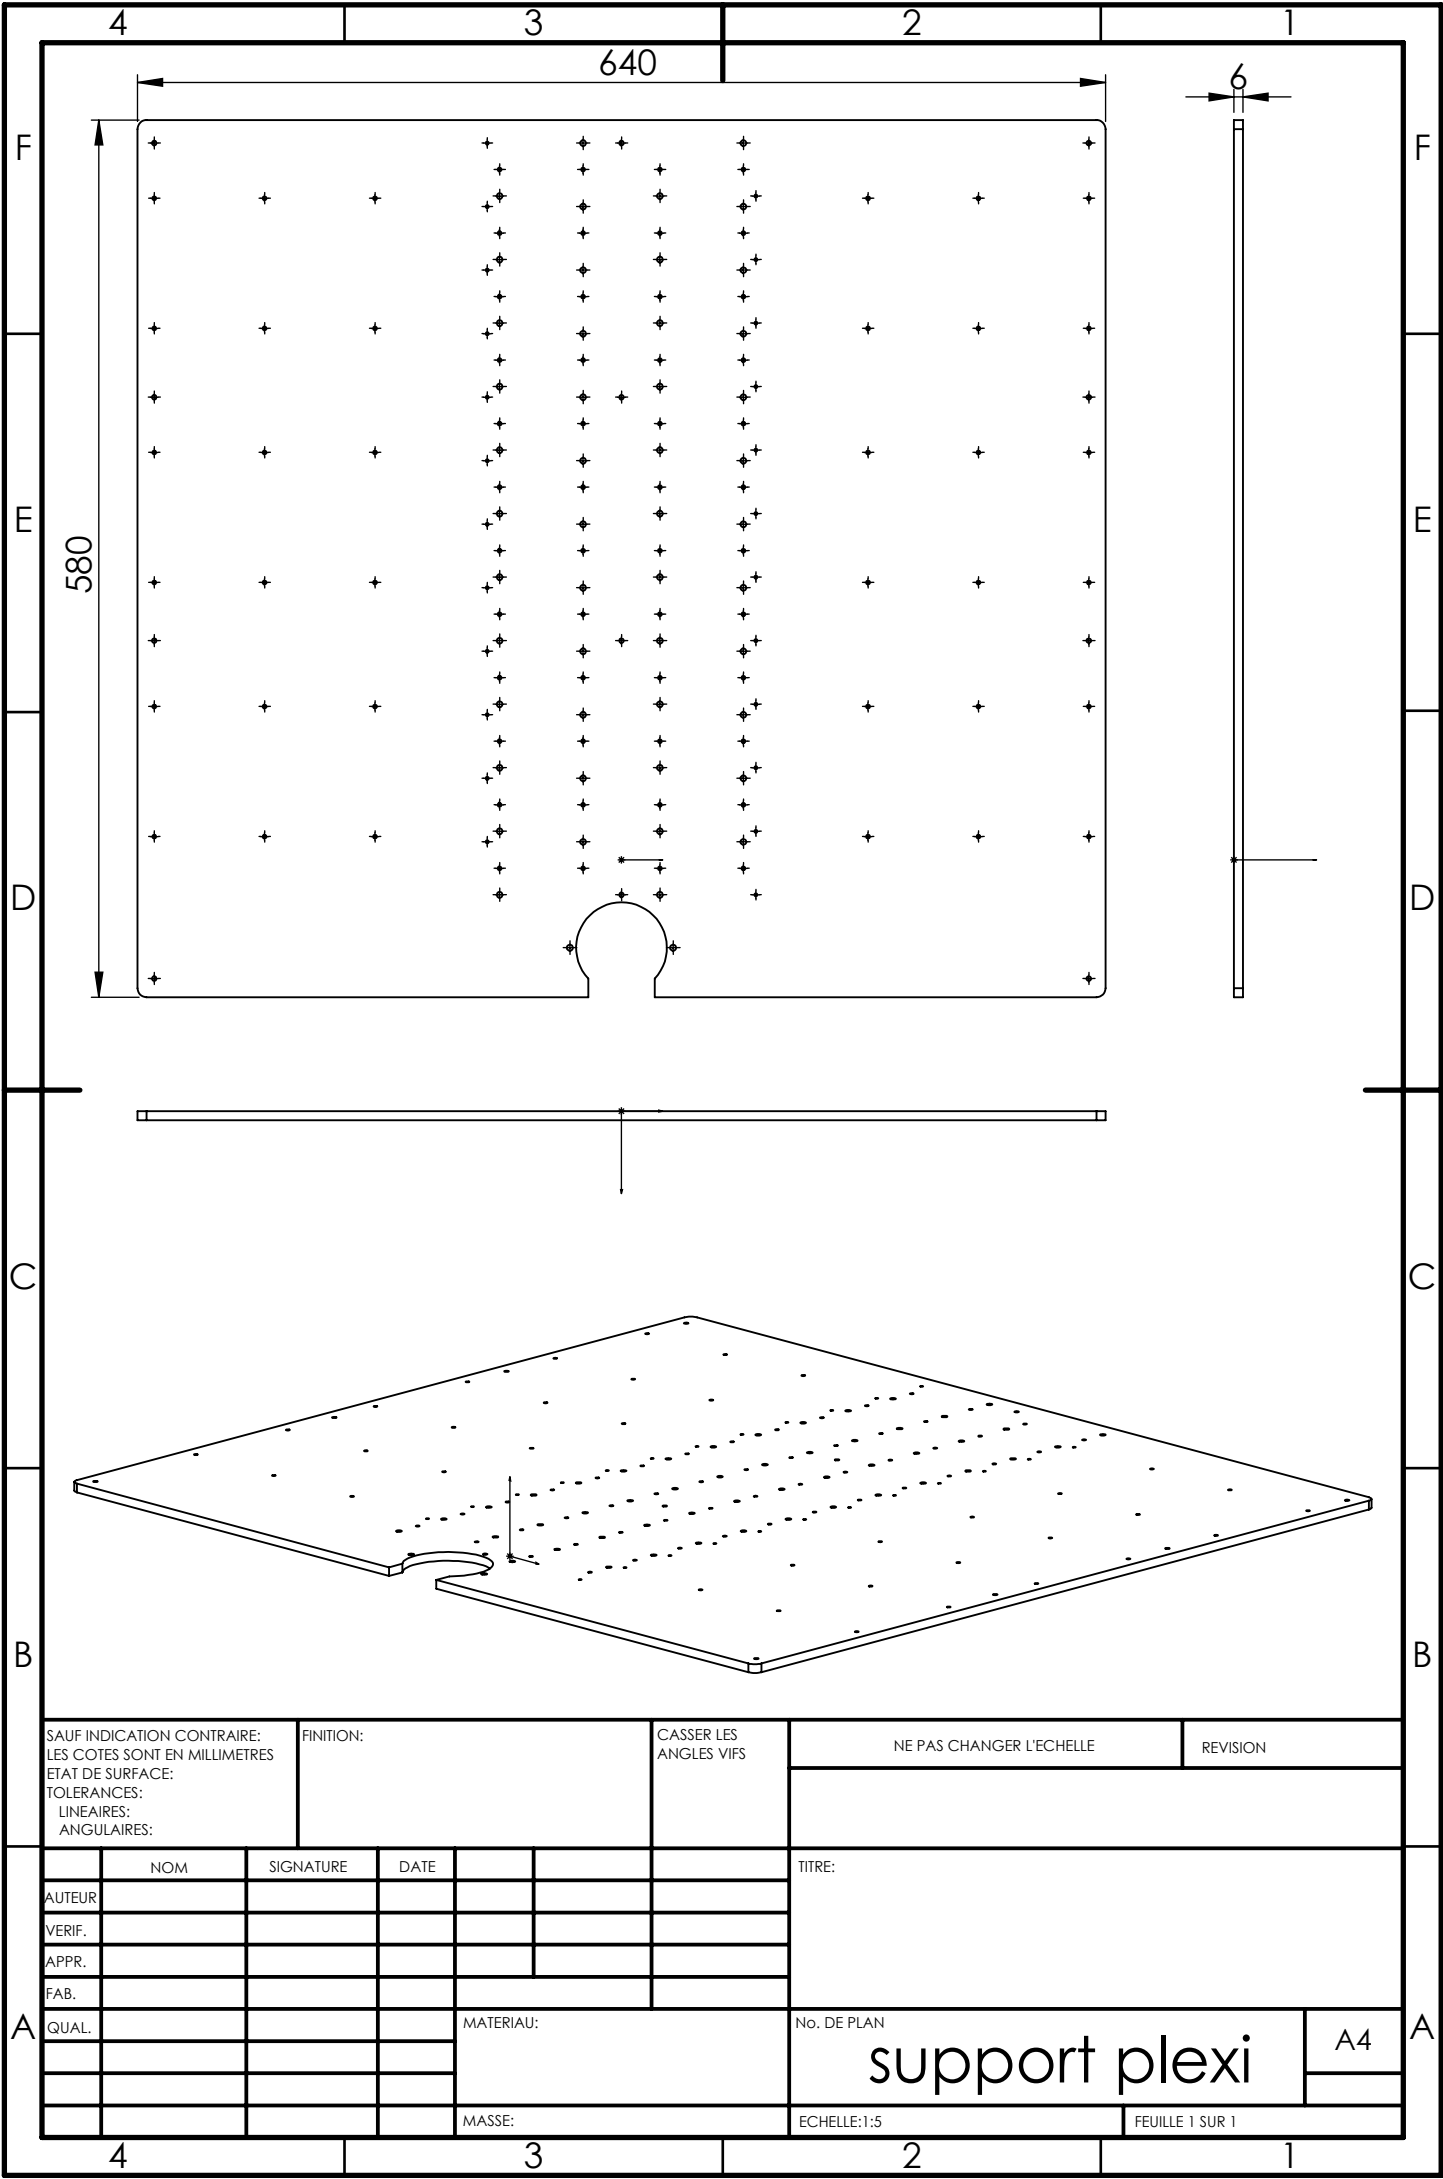 4 3 2 1
640
6
F F
580
E E
D D
C C
B B
SAUF INDICATION CONTRAIRE:
LES COTES SONT EN MILLIMETRES
ETAT DE SURFACE:
TOLERANCES:
LINEAIRES:
ANGULAIRES:
FINITION:
CASSER LES
ANGLES VIFS
NE PAS CHANGER L'ECHELLE
REVISION
NOM SIGNATURE DATE
TITRE:
AUTEUR
VERIF.
APPR.
FAB.
QUAL.
MATERIAU:
No. DE PLAN
support plexi
A4
A A
MASSE:
ECHELLE:1:5
FEUILLE 1 SUR 1
4 3 2 1